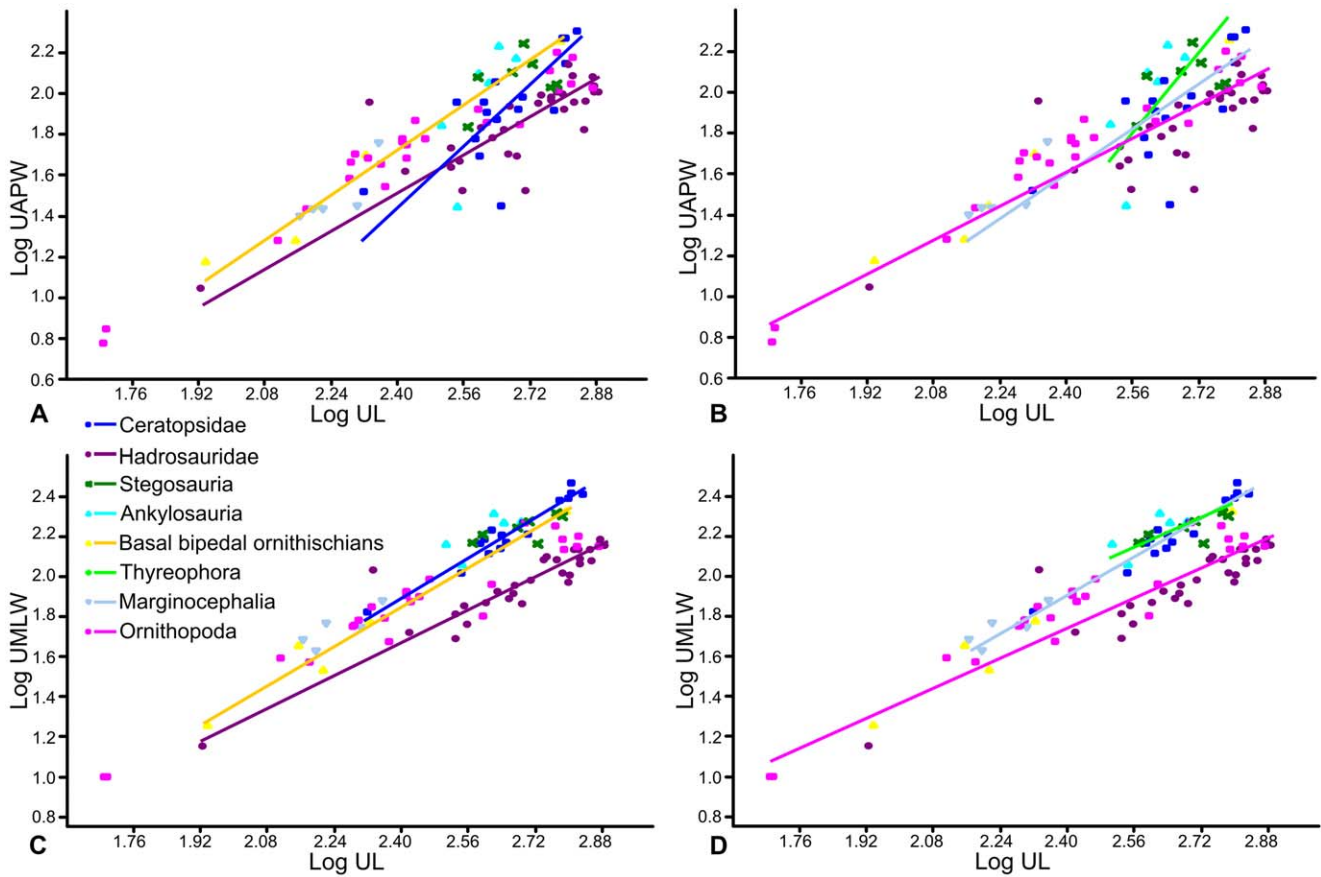 Log UAPW
2.2
2.0
1.8
1.6
1.4
1.2
1.0
0.8
0.6
1.76 1.92 2.08 2.24 2.40 2.56 2.72 2.88
A Log UL
Log UAPW
2.2
2.0
1.8
1.6
1.4
1.2
1.0
0.8
0.6
1.76 1.92 2.08 2.24 2.40 2.56 2.72 2.88
B Log UL
Ceratopsidae
Hadrosauridae
Stegosauria
Ankylosauria
Basal bipedal ornithischians
Thyreophora
Marginocephalia
Ornithopoda
Log UMLW
2.4
2.2
2.0
1.8
1.6
1.4
1.2
1.0
0.8
1.76 1.92 2.08 2.24 2.40 2.56 2.72 2.88
C Log UL
Log UMLW
2.4
2.2
2.0
1.8
1.6
1.4
1.2
1.0
0.8
1.76 1.92 2.08 2.24 2.40 2.56 2.72 2.88
D Log UL